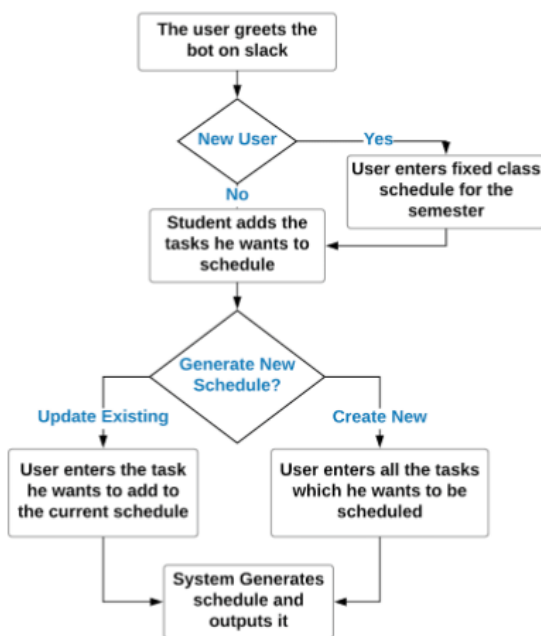 The user greets the
bot on slack
New User
Yes
User enters fixed class
schedule for the
semester
No
Student adds the
tasks he wants to
schedule
Generate New
Schedule?
Update Existing
Create New
User enters the task
he wants to add to
the current schedule
User enters all the tasks
which he wants to be
scheduled
System Generates
schedule and
outputs it